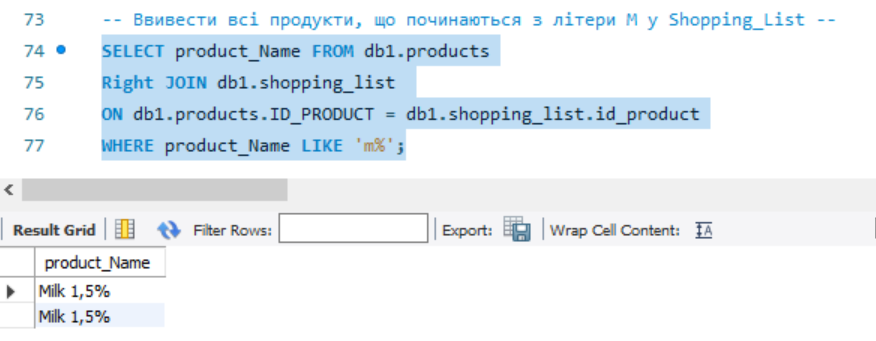 73 -- Ввивести всі продукти, що починаються з літери М у Shopping_List --
74 SELECT product_Name FROM db1.products
75 Right JOIN db1.shopping_list
76 ON db1.products.ID_PRODUCT = db1.shopping_list.id_product
77 WHERE product_Name LIKE 'm%';
Result Grid Filter Rows: Export: Wrap Cell Content: IA
product_Name
Milk 1,5%
Milk 1,5%